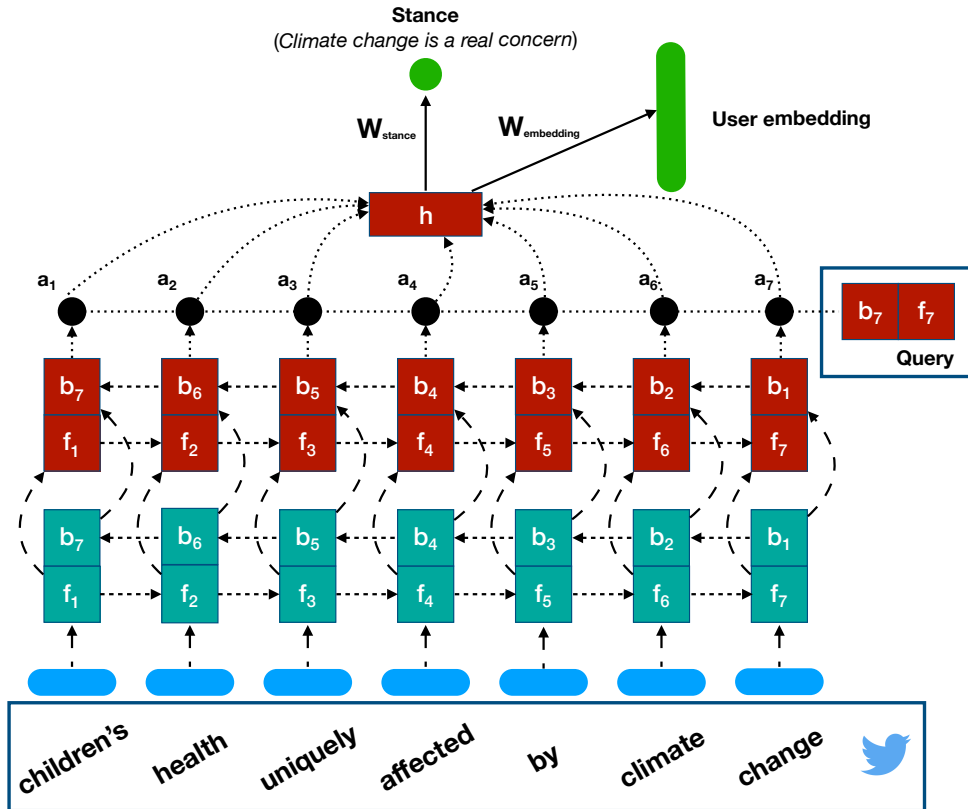 Stance
(Climate change is a real concern)
W stance
W embedding
User embedding
h
a1 a2 a3 a4 a5 a6 a7
b7 f7
Query
b7 b6 b5 b4 b3 b2 b1
f1 f2 f3 f4 f5 f6 f7
b7 b6 b5 b4 b3 b2 b1
f1 f2 f3 f4 f5 f6 f7
children's health uniquely affected by climate change